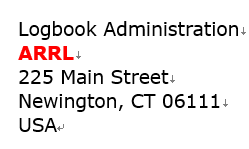 Logbook Administration
ARRL
225 Main Street
Newington, CT 06111
USA